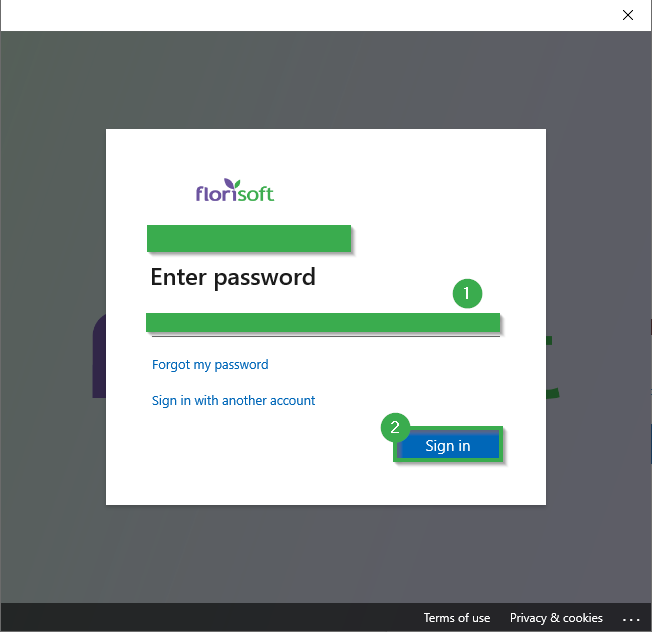 florisoft
Enter password
1
Forgot my password
Sign in with another account
2
Sign in
Terms of use
Privacy & cookies
...